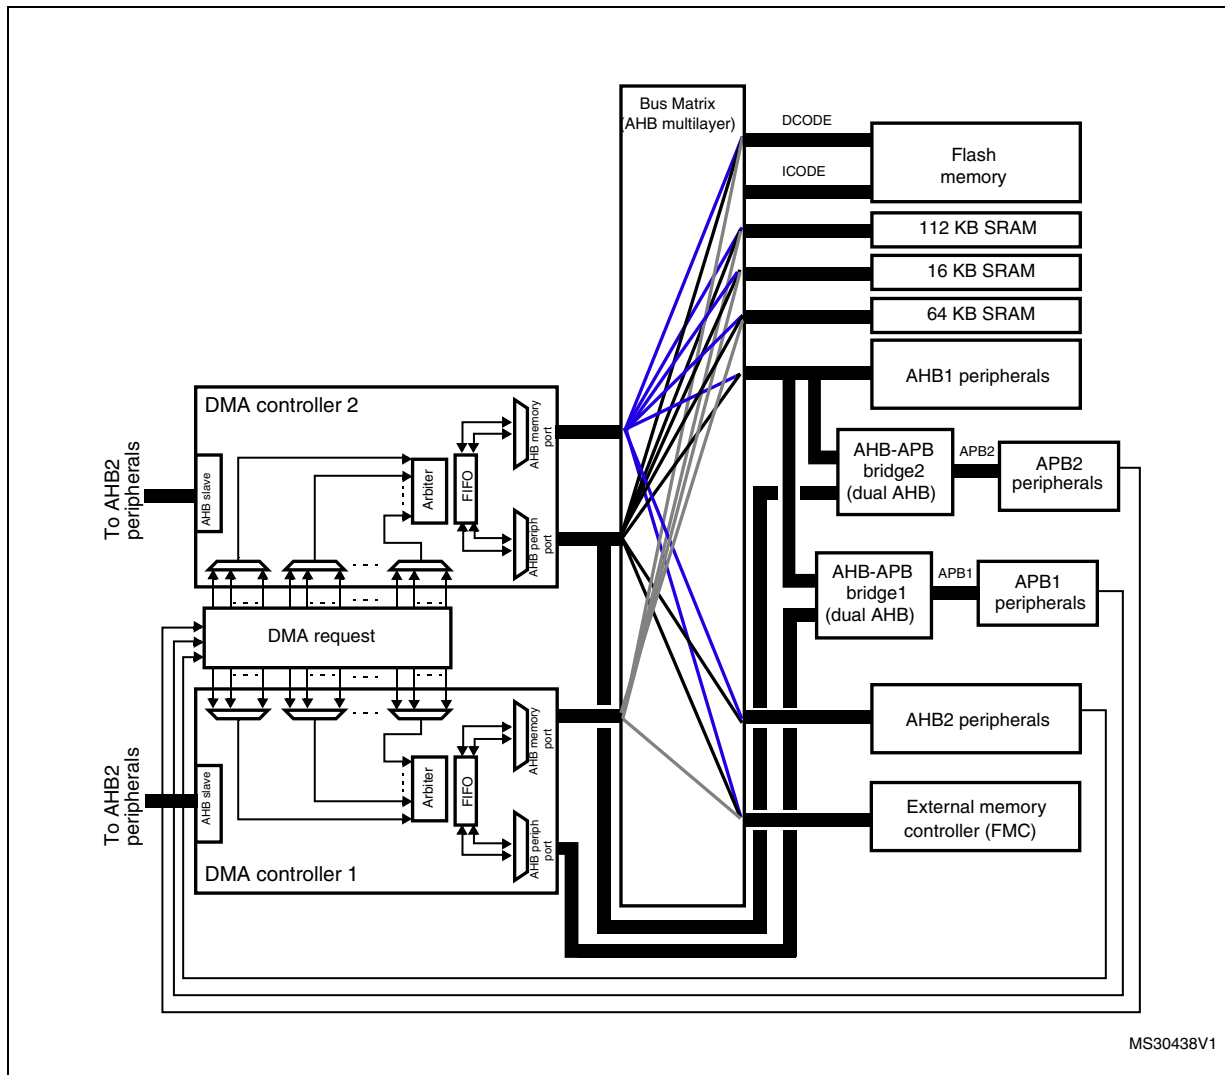 Bus Matrix
(AHB multilayer)
DCODE
ICODE
Flash
memory
112 KB SRAM
16 KB SRAM
64 KB SRAM
AHB1 peripherals
AHB-APB
bridge2
(dual AHB)
APB2
APB2
peripherals
AHB-APB
bridge1
(dual AHB)
APB1
APB1
peripherals
AHB2 peripherals
External memory
controller (FMC)
DMA controller 2
To AHB2
peripherals
AHB slave
Arbiter
FIFO
AHB memory
port
AHB periph
port
DMA request
To AHB2
peripherals
AHB slave
Arbiter
FIFO
AHB memory
port
AHB periph
port
DMA controller 1
MS30438V1